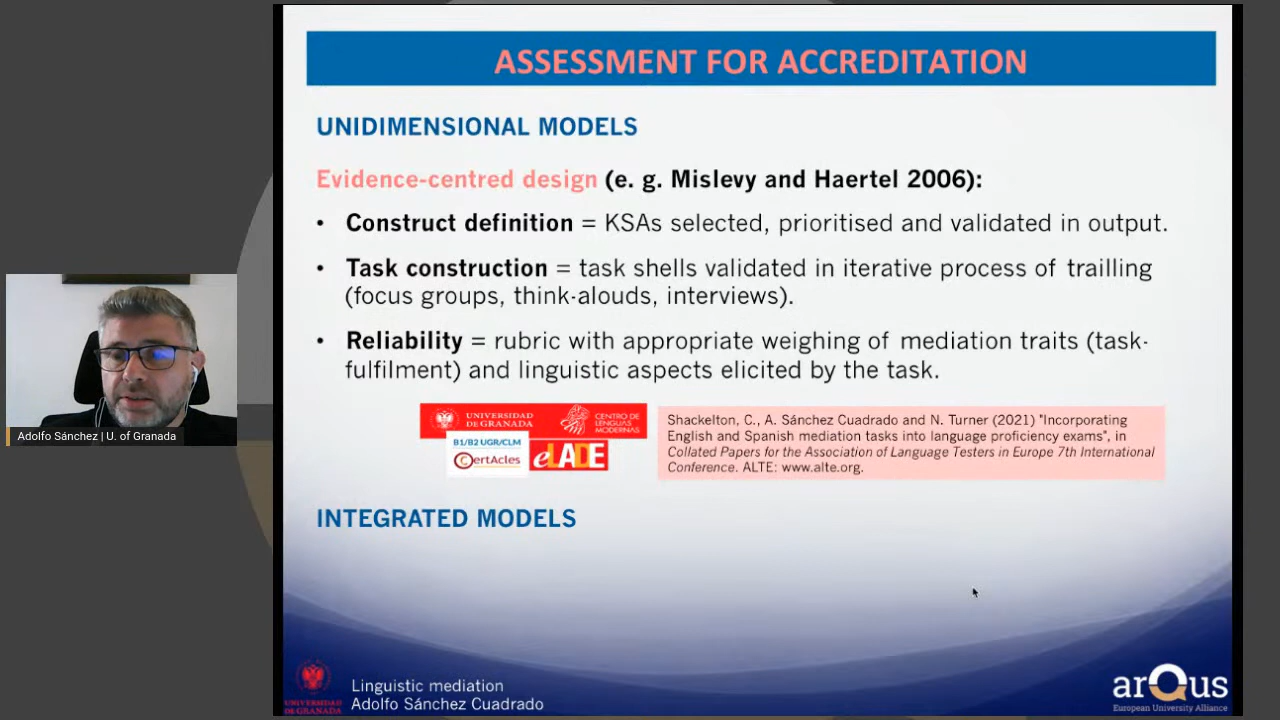 ASSESSMENT FOR ACCREDITATION
UNIDIMENSIONAL MODELS
Evidence-centred design (e. g. Mislevy and Haertel 2006):
• Construct definition = KSAs selected, prioritised and validated in output.
• Task construction = task shells validated in iterative process of trailling
(focus groups, think-alouds, interviews).
• Reliability = rubric with appropriate weighing of mediation traits (task-
fulfilment) and linguistic aspects elicited by the task.
UNIVERSIDAD
DE GRANADA
CENTRO DE
LENGUAS
MODERNAS
B1/B2 UGR/CLM
CertAcles
eLADE
Shackelton, C., A. Sánchez Cuadrado and N. Turner (2021) "Incorporating
English and Spanish mediation tasks into language proficiency exams", in
Collated Papers for the Association of Language Testers in Europe 7th International
Conference. ALTE: www.alte.org.
INTEGRATED MODELS
Adolfo Sánchez | U. of Granada
UNIVERSIDAD
DE GRANADA
Linguistic mediation
Adolfo Sánchez Cuadrado
arQus
European University Alliance